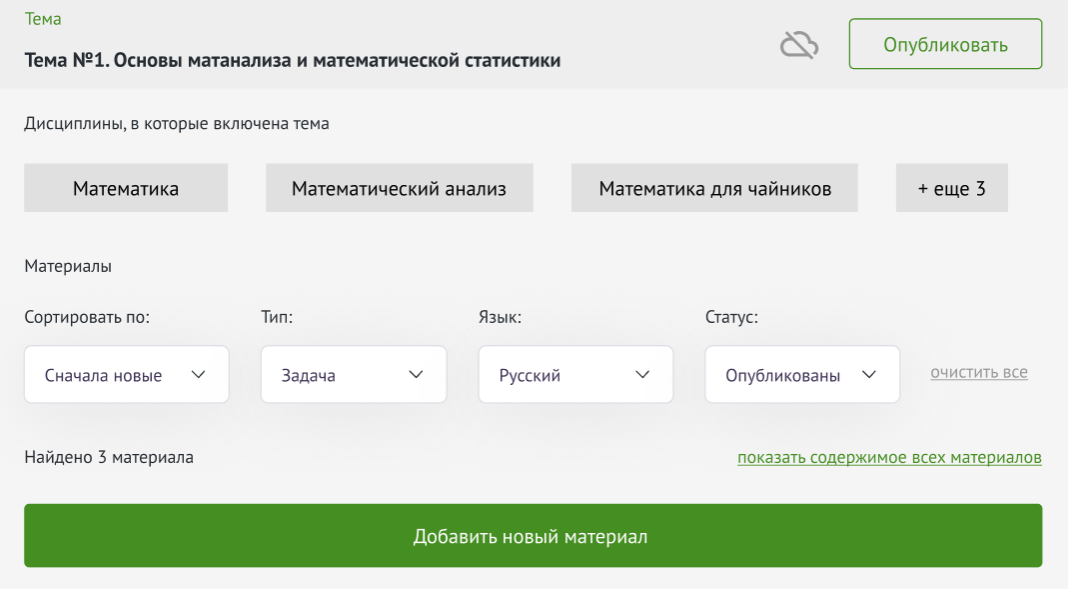 Тема
Тема №1. Основы матанализа и математической статистики
Опубликовать
Дисциплины, в которые включена тема
Математика
Математический анализ
Математика для чайников
+ еще 3
Материалы
Сортировать по:
Тип:
Язык:
Статус:
Сначала новые
Задача
Русский
Опубликованы
очистить все
Найдено 3 материала
показать содержимое всех материалов
Добавить новый материал